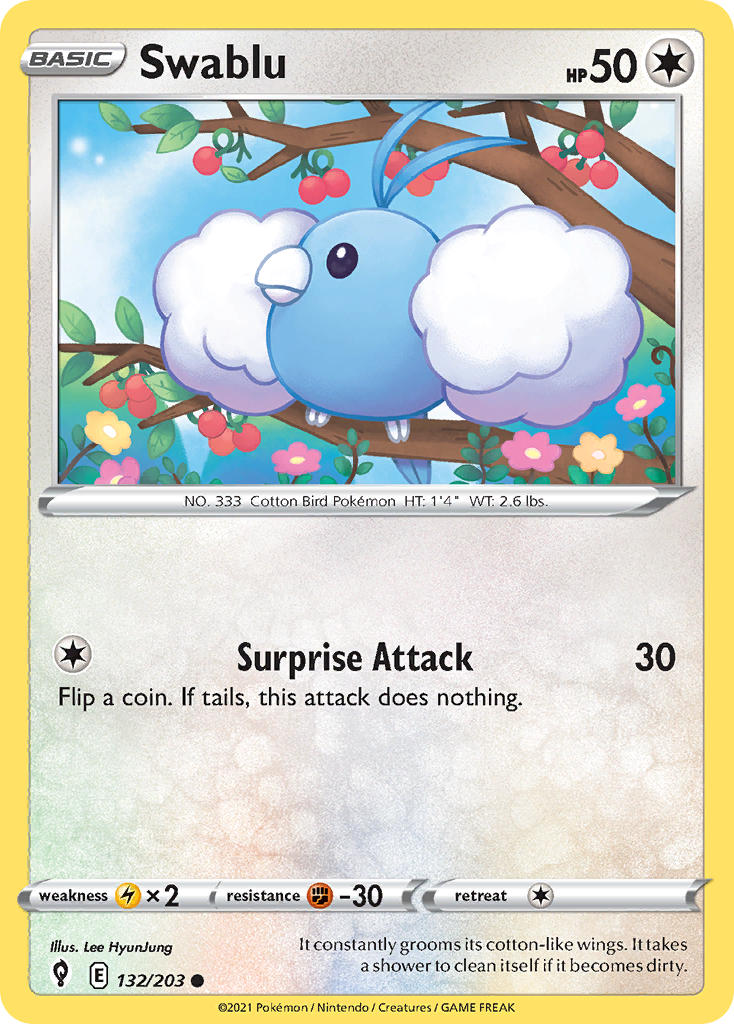 BASIC Swablu HP50
NO. 333 Cotton Bird Pokémon HT: 1'4" WT: 2.6 lbs.
Surprise Attack 30
Flip a coin. If tails, this attack does nothing.
weakness ×2 resistance -30 retreat
Illus. Lee HyunJung
It constantly grooms its cotton-like wings. It takes
a shower to clean itself if it becomes dirty.
E 132/203
©2021 Pokémon / Nintendo / Creatures / GAME FREAK